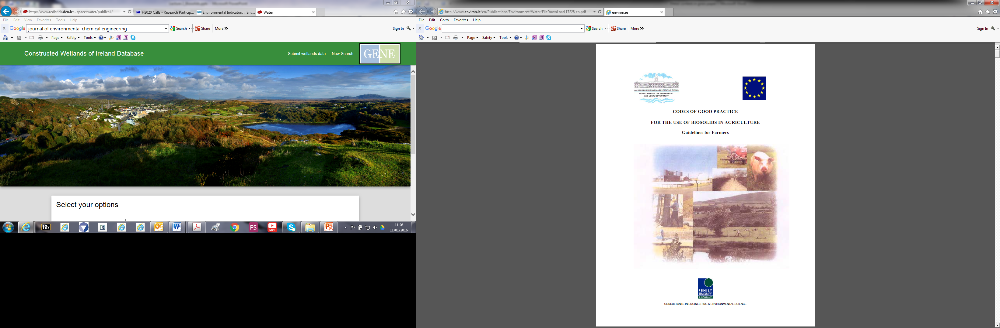 http://www.redbrick.dcu.ie/~space/water/public/#/
H2020 Calls - Research Particip...
Environmental Indicators :: Env...
Water
File Edit View Favorites Tools Help
x Google journal of environmental chemical engineering Search Share More »
Sign In
Page Safety Tools
Constructed Wetlands of Ireland Database
Submit wetlands data New Search GENE
Select your options
Bb
FS
MP3
11:26
11/01/2016
http://www.environ.ie/en/Publications/Environment/Water/FileDownLoad,17228,en.pdf
environ.ie
File Edit Go to Favorites Help
x Google Search Share More »
Sign In
Page Safety Tools
AN ROINN COMHSHAOIL AGUS RIALTAIS ÁITIÚIL
DEPARTMENT OF THE ENVIRONMENT
AND LOCAL GOVERNMENT
CODES OF GOOD PRACTICE
FOR THE USE OF BIOSOLIDS IN AGRICULTURE
Guidelines for Farmers
FEHILY
TIMONEY
& COMPANY
CONSULTANTS IN ENGINEERING & ENVIRONMENTAL SCIENCE